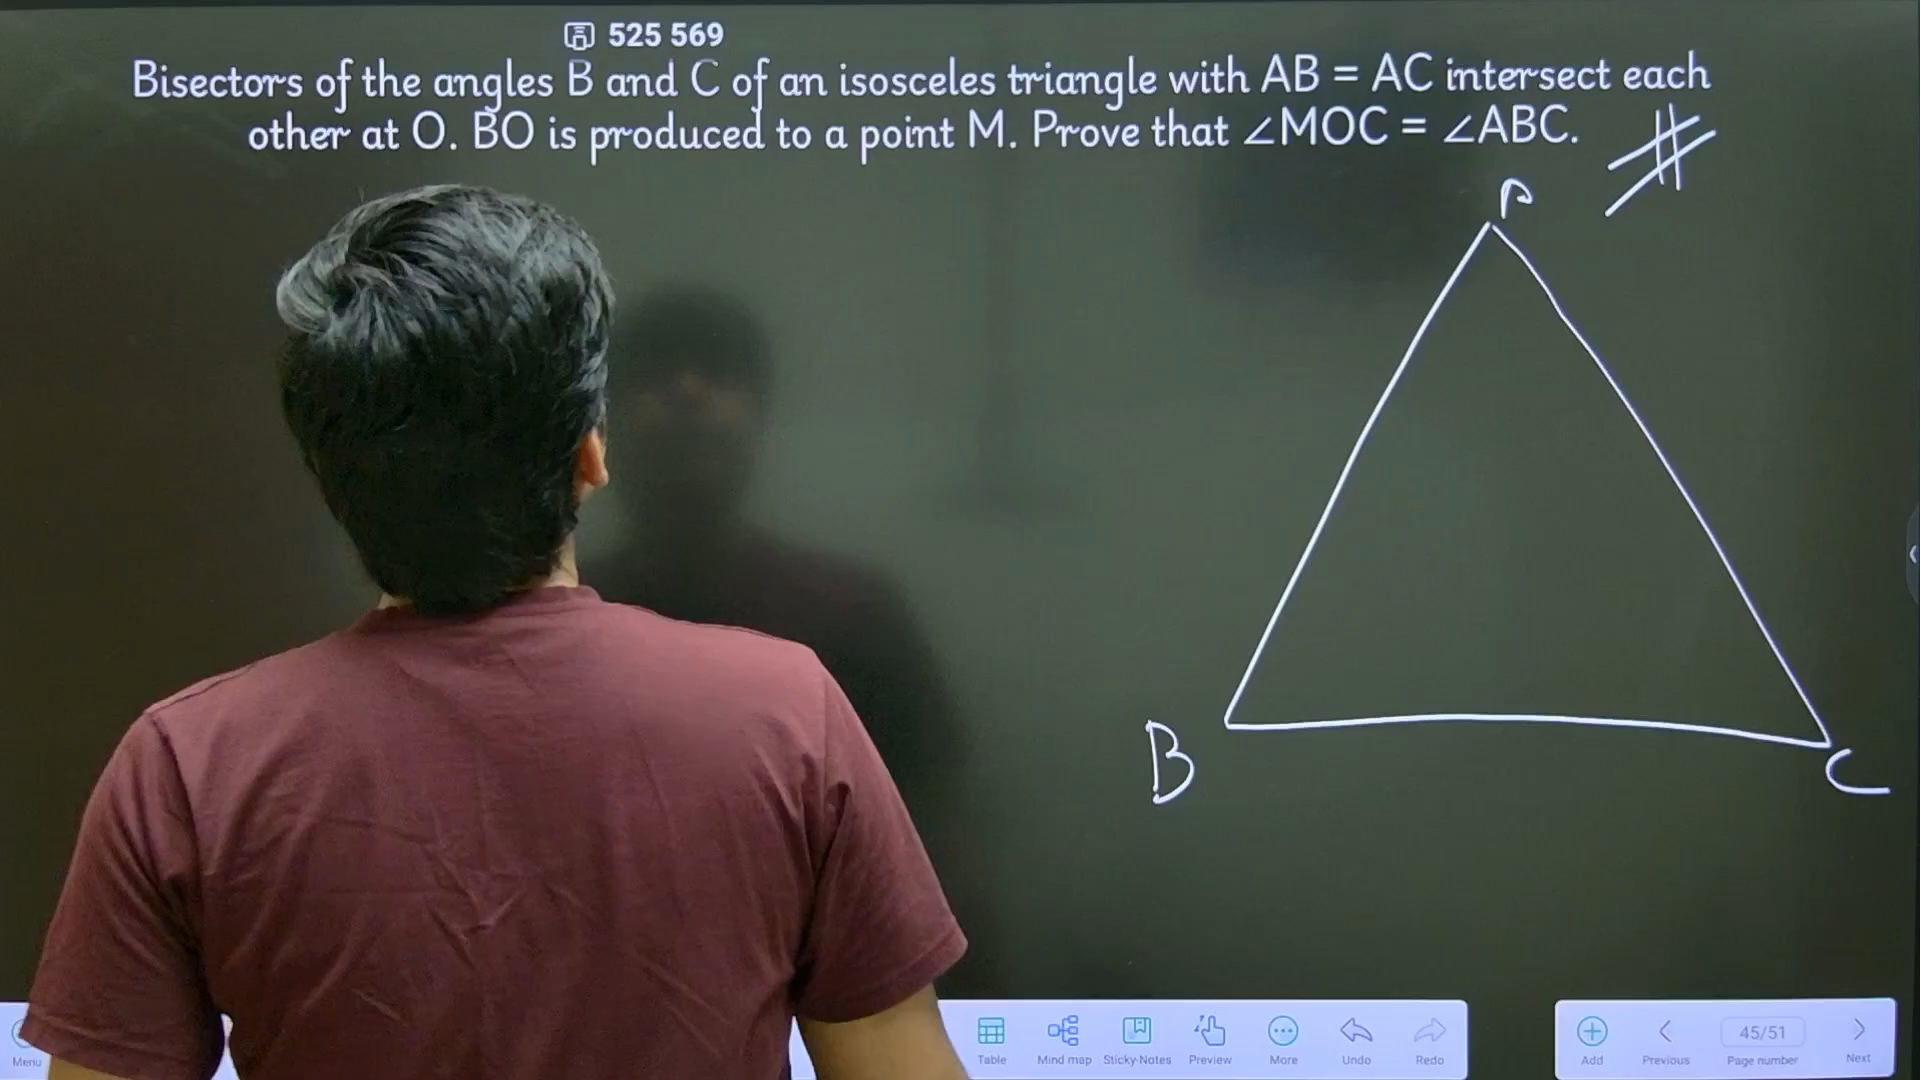 525 569
Bisectors of the angles B and C of an isosceles triangle with AB = AC intersect each
other at O. BO is produced to a point M. Prove that ∠MOC = ∠ABC.
A
B
C
Menu
Table
Mind map
Sticky Notes
Preview
More
Undo
Redo
Add
Previous
45/51
Page number
Next